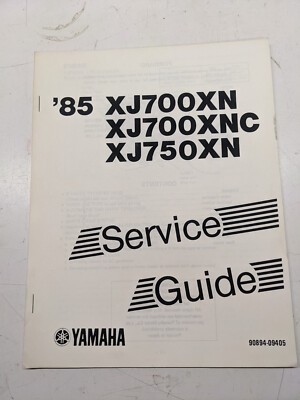 '85 XJ700XN
XJ700XNC
XJ750XN
Service
Guide
YAMAHA
90894-09405